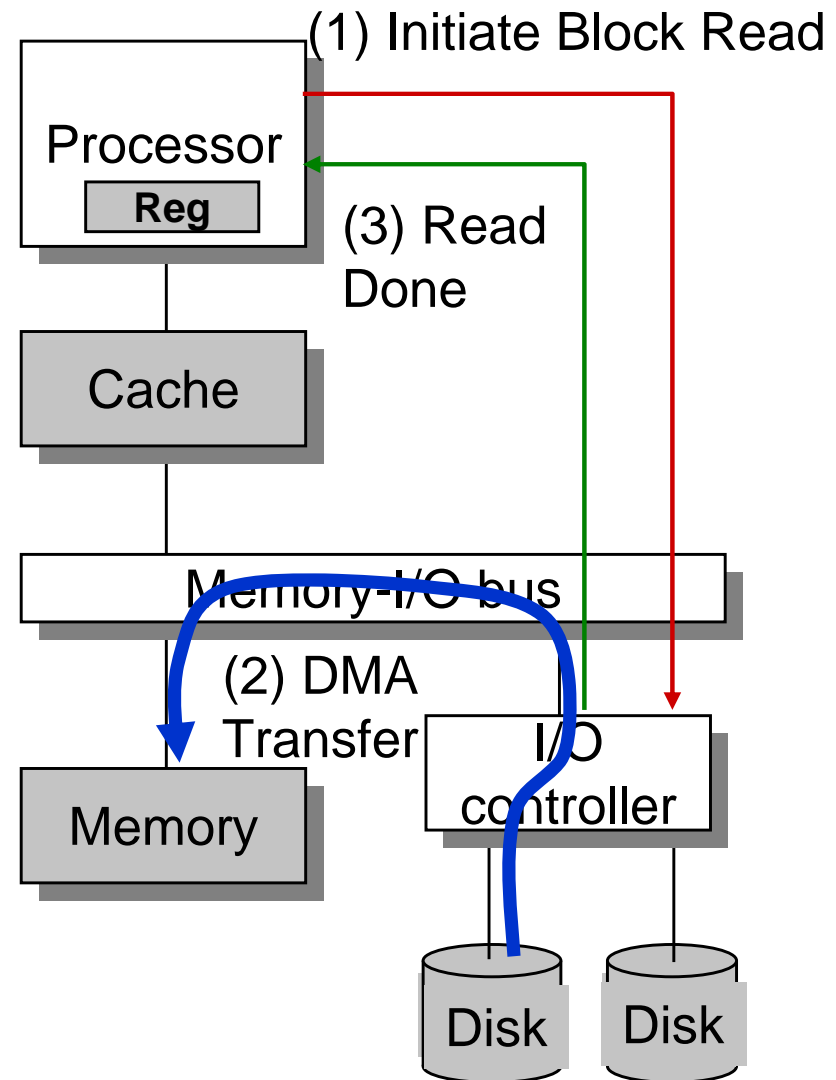 (1) Initiate Block Read
Processor
Reg
(3) Read
Done
Cache
Memory-I/O bus
(2) DMA
Transfer
I/O
controller
Memory
Disk
Disk